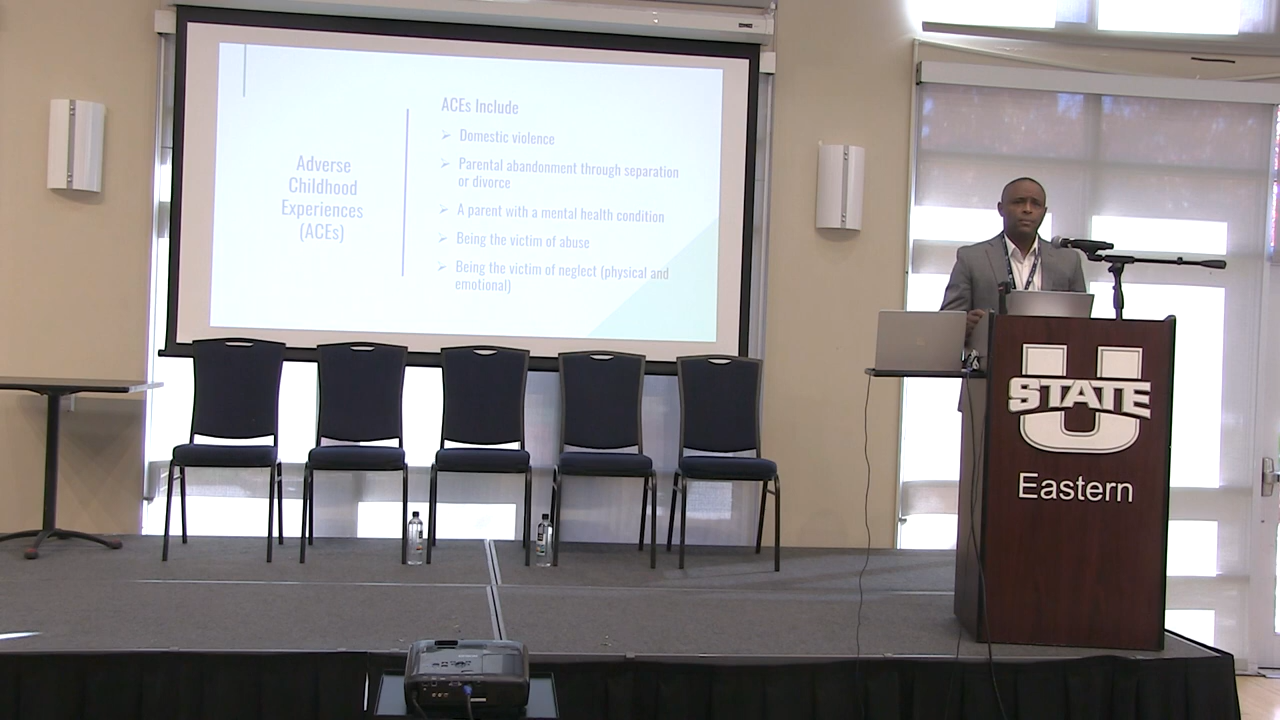 Adverse
Childhood
Experiences
(ACEs)
ACEs Include
Domestic violence
Parental abandonment through separation
or divorce
A parent with a mental health condition
Being the victim of abuse
Being the victim of neglect (physical and
emotional)
U
STATE
Eastern